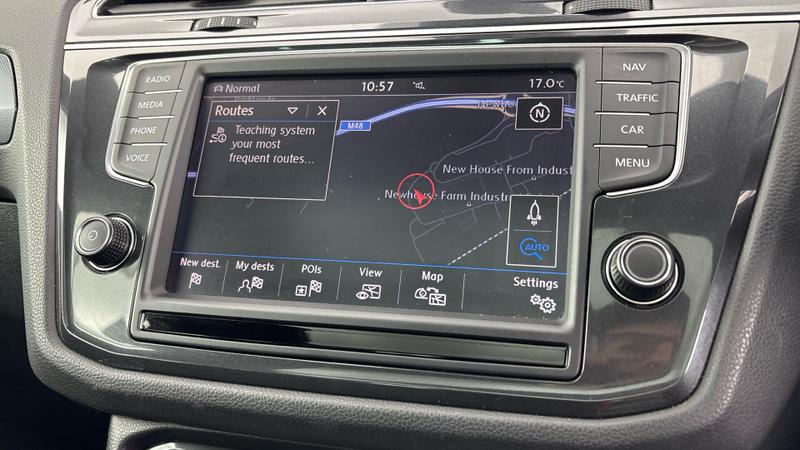 RADIO
MEDIA
PHONE
VOICE
Normal
10:57
17.0°C
Routes
Teaching system
your most
frequent routes...
M48
N
New House From Indust
Newhouse Farm Industr
AUTO
New dest.
My dests
POIs
View
Map
Settings
NAV
TRAFFIC
CAR
MENU